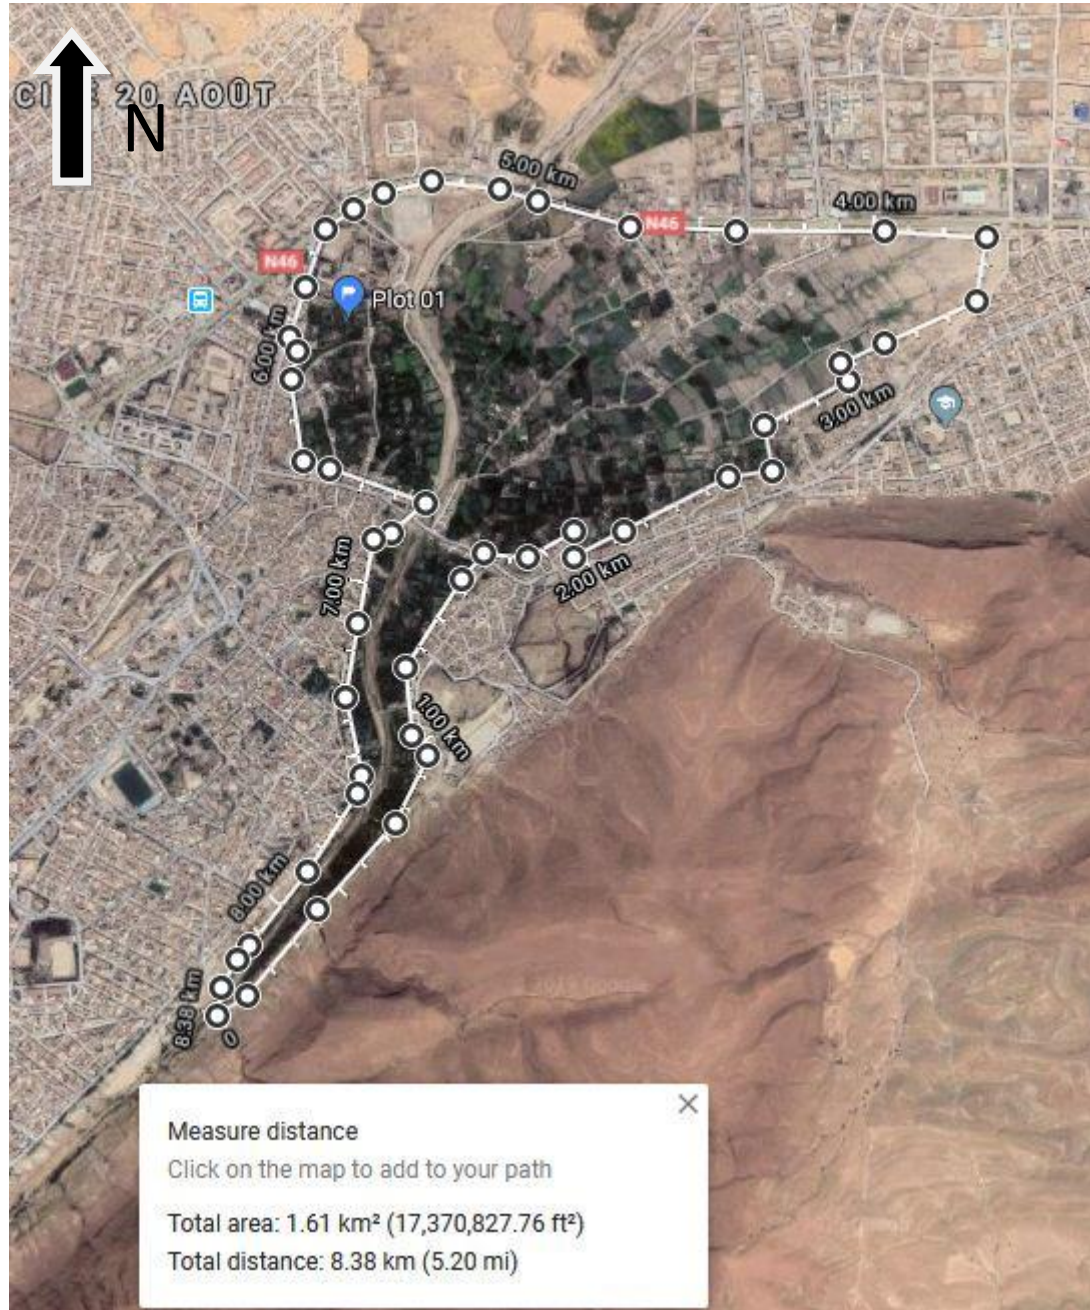 N
CITE 20 AOÛT
5.00 km
4.00 km
N46
N46
Plot 01
6.00 km
3.00 km
7.00 km
2.00 km
1.00 km
8.00 km
8.38 km
0
Measure distance
Click on the map to add to your path
Total area: 1.61 km² (17,370,827.76 ft²)
Total distance: 8.38 km (5.20 mi)